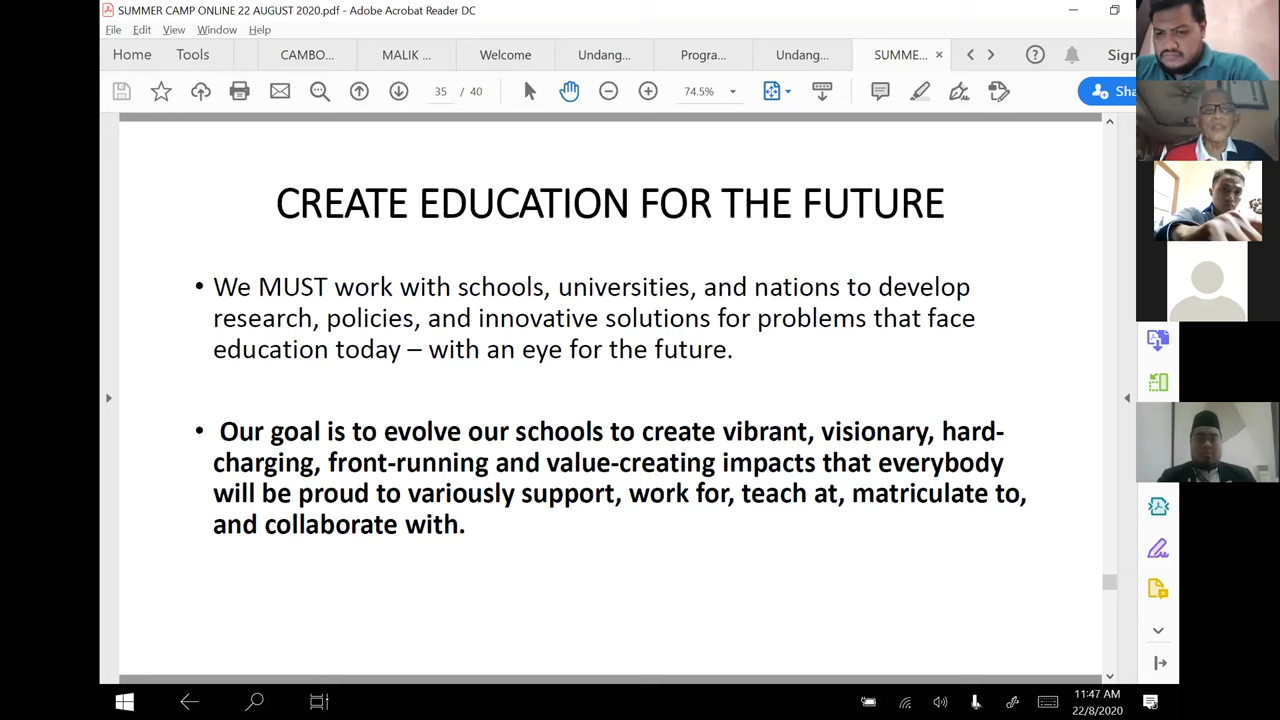 SUMMER CAMP ONLINE 22 AUGUST 2020.pdf - Adobe Acrobat Reader DC
File Edit View Window Help
Home Tools CAMBO... MALIK ... Welcome Undang... Progra... Undang... SUMME... × Sign
35 / 40 74.5% Sha
CREATE EDUCATION FOR THE FUTURE
• We MUST work with schools, universities, and nations to develop
research, policies, and innovative solutions for problems that face
education today – with an eye for the future.
• Our goal is to evolve our schools to create vibrant, visionary, hard-
charging, front-running and value-creating impacts that everybody
will be proud to variously support, work for, teach at, matriculate to,
and collaborate with.
11:47 AM
22/8/2020